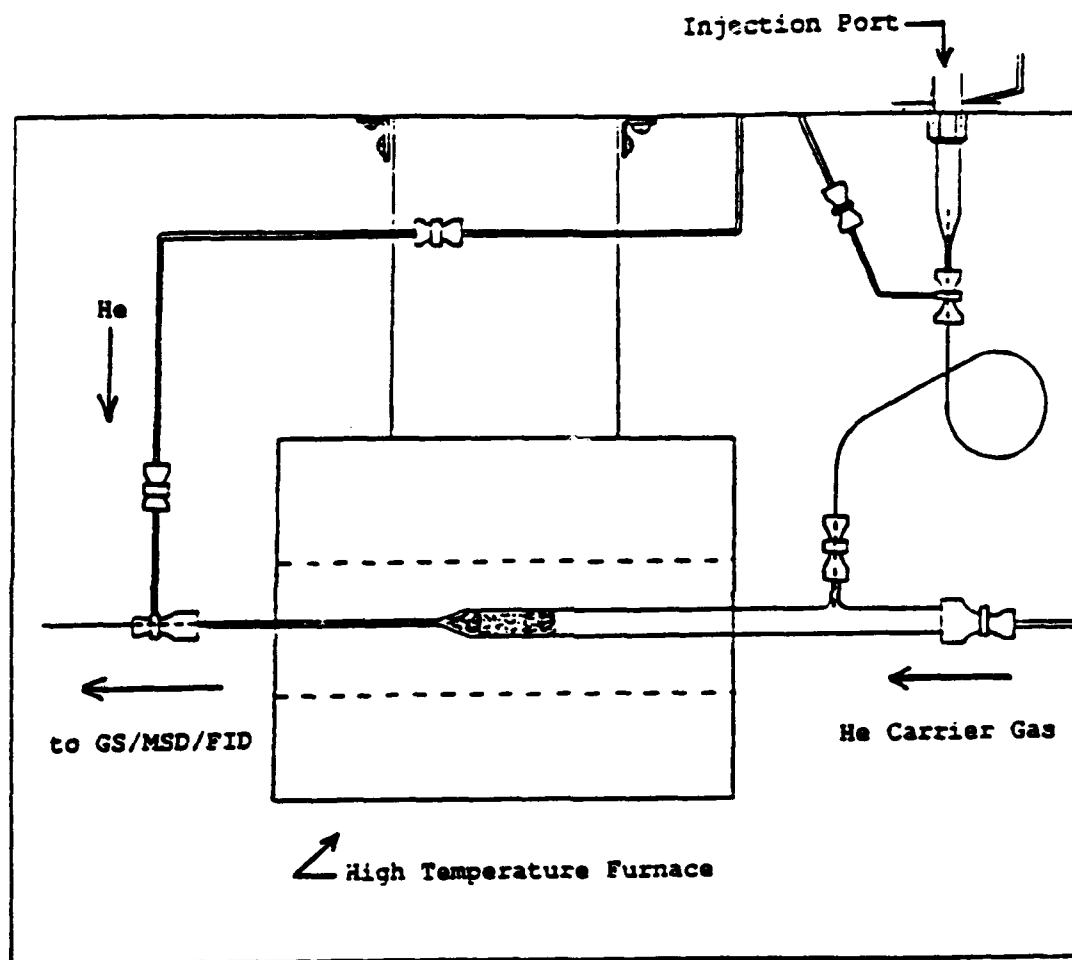 Injection Port
He
to GS/MSD/FID
He Carrier Gas
High Temperature Furnace